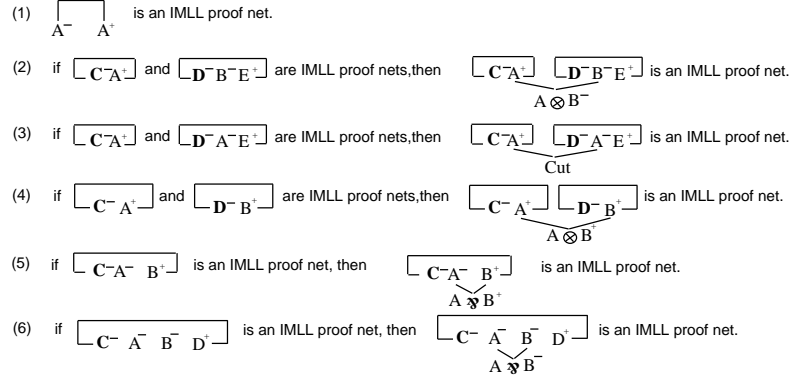 (1) A⁻ A⁺ is an IMLL proof net.
(2) if C⁻A⁺ and D⁻B⁻E⁺ are IMLL proof nets,then C⁻A⁺ D⁻B⁻E⁺ is an IMLL proof net.
A ⊗ B⁻
(3) if C⁻A⁺ and D⁻A⁻E⁺ are IMLL proof nets,then C⁻A⁺ D⁻A⁻E⁺ is an IMLL proof net.
Cut
(4) if C⁻ A⁺ and D⁻ B⁺ are IMLL proof nets,then C⁻ A⁺ D⁻ B⁺ is an IMLL proof net.
A ⊗ B⁺
(5) if C⁻A⁻ B⁺ is an IMLL proof net, then C⁻A⁻ B⁺ is an IMLL proof net.
A ⅋ B⁺
(6) if C⁻ A⁻ B⁻ D⁺ is an IMLL proof net, then C⁻ A⁻ B⁻ D⁺ is an IMLL proof net.
A ⅋ B⁻